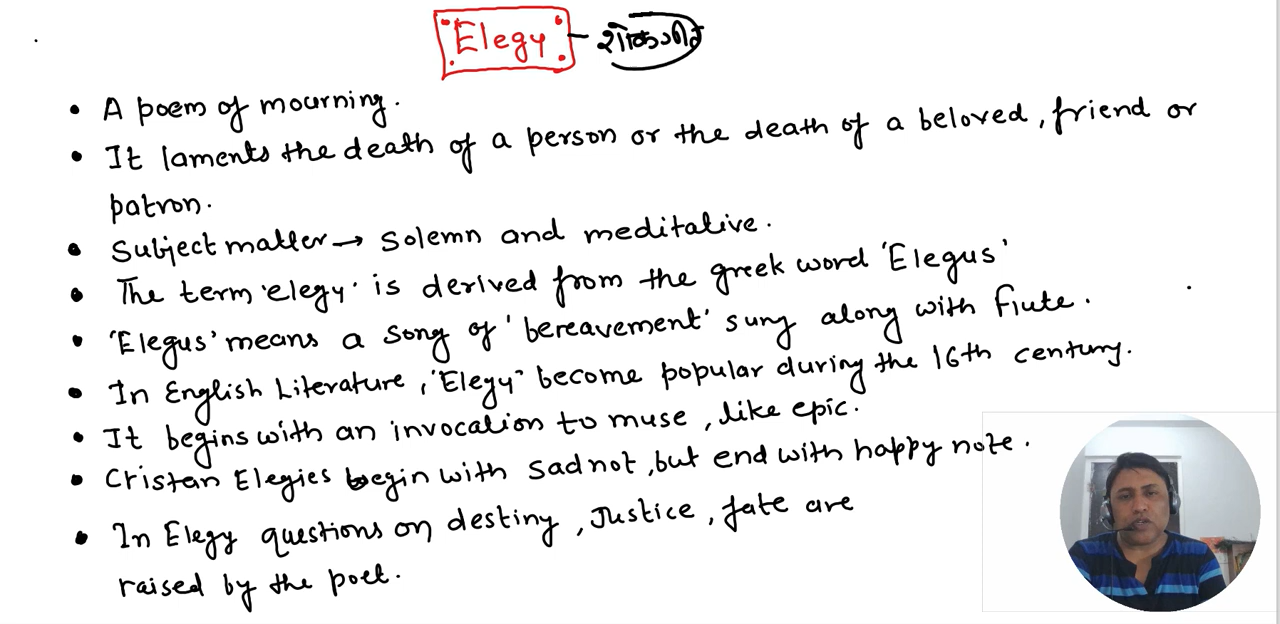 Elegy - শোকগীতি
• A poem of mourning.
• It laments the death of a person or the death of a beloved, friend or
patron.
• Subject matter → Solemn and meditative.
• The term 'elegy' is derived from the greek word 'Elegus'
• 'Elegus' means a song of 'bereavement' sung along with flute.
• In English Literature, 'Elegy' become popular during the 16th century.
• It begins with an invocation to muse, like epic.
• Cristan Elegies begin with sad not, but end with happy note.
• In Elegy questions on destiny, Justice, fate are
raised by the poet.